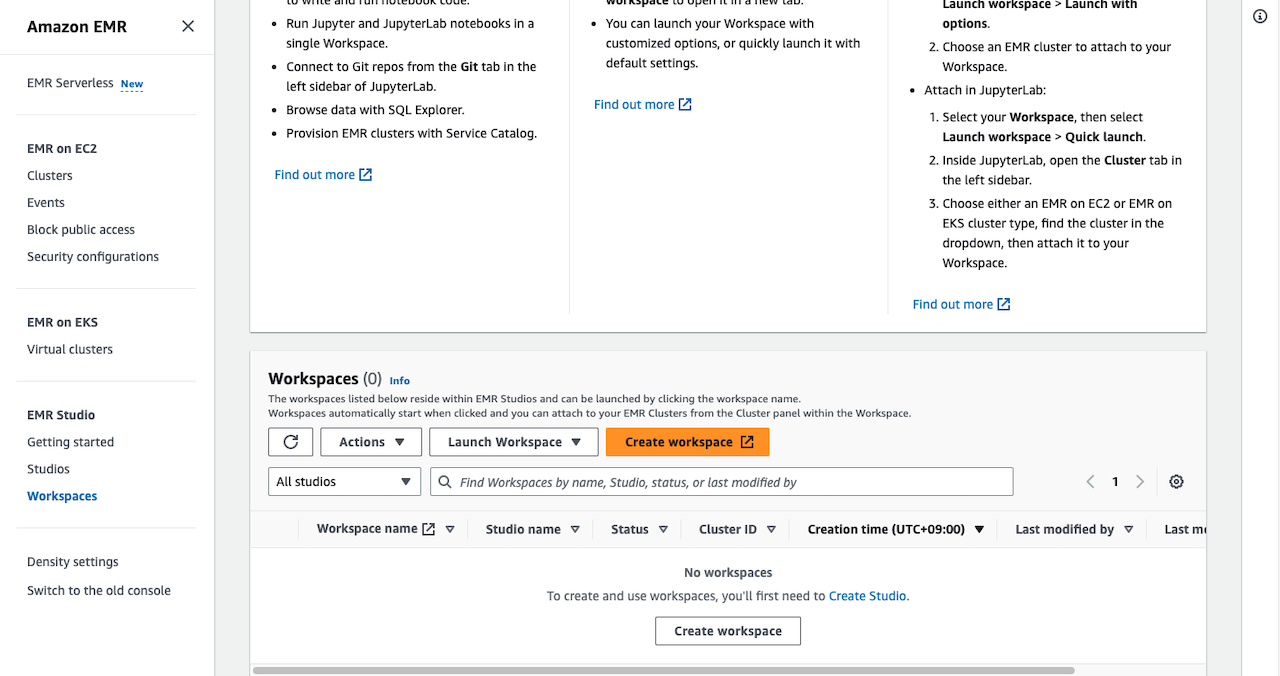 Amazon EMR
EMR Serverless New
EMR on EC2
Clusters
Events
Block public access
Security configurations
EMR on EKS
Virtual clusters
EMR Studio
Getting started
Studios
Workspaces
Density settings
Switch to the old console
to write and run notebook code.
Run Jupyter and JupyterLab notebooks in a
single Workspace.
Connect to Git repos from the Git tab in the
left sidebar of JupyterLab.
Browse data with SQL Explorer.
Provision EMR clusters with Service Catalog.
Find out more
workspace to open it in a new tab.
You can launch your Workspace with
customized options, or quickly launch it with
default settings.
Find out more
Launch workspace > Launch with
options.
2. Choose an EMR cluster to attach to your
Workspace.
Attach in JupyterLab:
1. Select your Workspace, then select
Launch workspace > Quick launch.
2. Inside JupyterLab, open the Cluster tab in
the left sidebar.
3. Choose either an EMR on EC2 or EMR on
EKS cluster type, find the cluster in the
dropdown, then attach it to your
Workspace.
Find out more
Workspaces (0) Info
The workspaces listed below reside within EMR Studios and can be launched by clicking the workspace name.
Workspaces automatically start when clicked and you can attach to your EMR Clusters from the Cluster panel within the Workspace.
Actions Launch Workspace Create workspace
All studios Find Workspaces by name, Studio, status, or last modified by 1
Workspace name Studio name Status Cluster ID Creation time (UTC+09:00) Last modified by Last
No workspaces
To create and use workspaces, you'll first need to Create Studio.
Create workspace